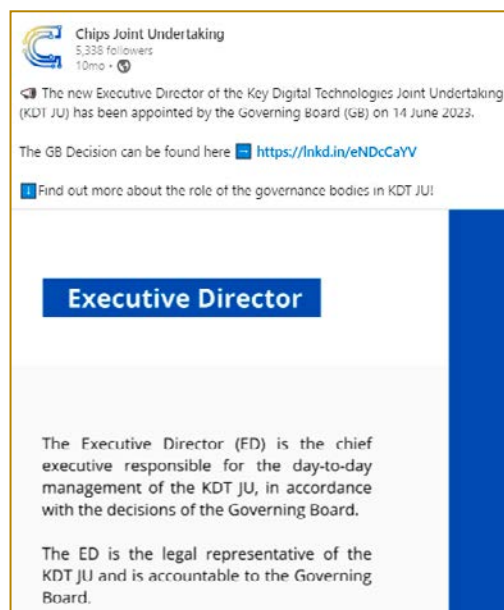 Chips Joint Undertaking
5,338 followers
10mo •
The new Executive Director of the Key Digital Technologies Joint Undertaking
(KDT JU) has been appointed by the Governing Board (GB) on 14 June 2023.
The GB Decision can be found here https://lnkd.in/eNDcCaYV
Find out more about the role of the governance bodies in KDT JU!
Executive Director
The Executive Director (ED) is the chief
executive responsible for the day-to-day
management of the KDT JU, in accordance
with the decisions of the Governing Board.
The ED is the legal representative of the
KDT JU and is accountable to the Governing
Board.